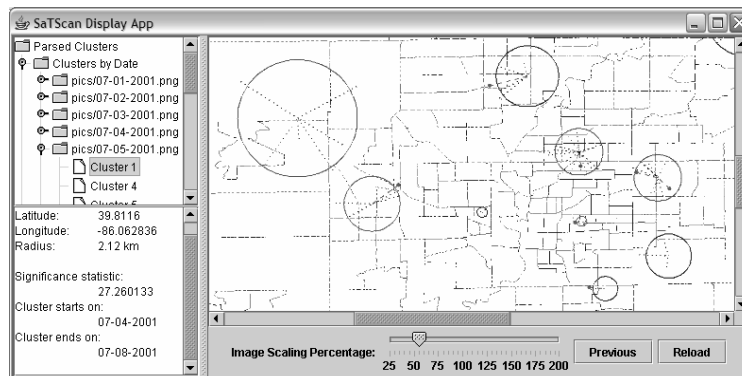 SaTScan Display App
Parsed Clusters
Clusters by Date
pics/07-01-2001.png
pics/07-02-2001.png
pics/07-03-2001.png
pics/07-04-2001.png
pics/07-05-2001.png
Cluster 1
Cluster 4
Cluster 5
Latitude: 39.8116
Longitude: -86.062836
Radius: 2.12 km
Significance statistic:
27.260133
Cluster starts on:
07-04-2001
Cluster ends on:
07-08-2001
Image Scaling Percentage:
25 50 75 100 125 150 175 200
Previous
Reload